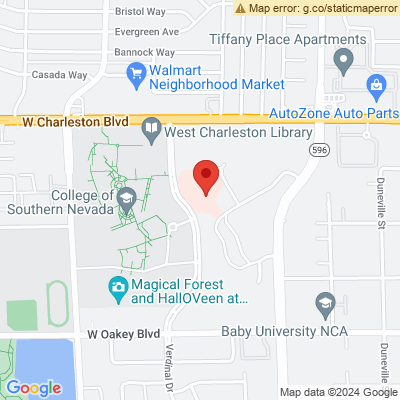 Map error: g.co/staticmaperror
Bristol Way
Evergreen Ave
Bannock Way
Casada Way
Tiffany Place Apartments
Walmart
Neighborhood Market
AutoZone Auto Parts
W Charleston Blvd
West Charleston Library
596
College of
Southern Nevada
Duneville St
Magical Forest
and HallOVeen at...
W Oakey Blvd
Baby University NCA
Verdinal Dr
Duneville
Google
Map data ©2024 Google